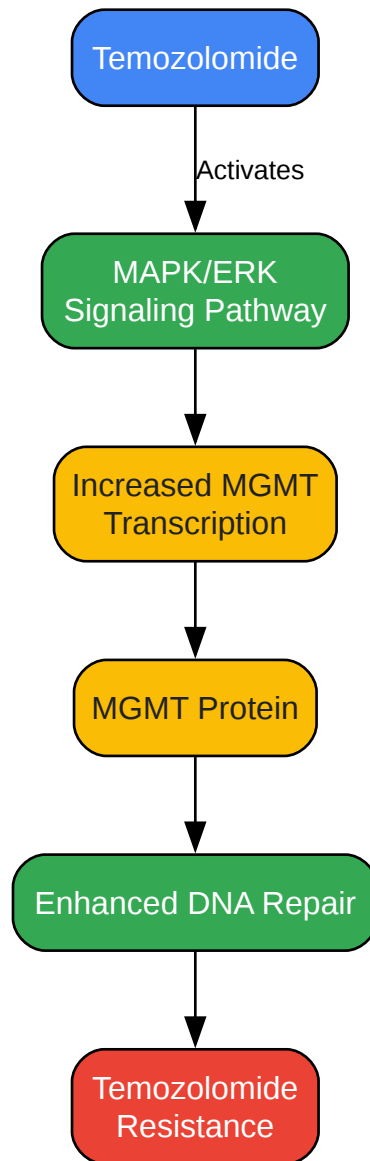 Temozolomide
Activates
MAPK/ERK
Signaling Pathway
Increased MGMT
Transcription
MGMT Protein
Enhanced DNA Repair
Temozolomide
Resistance